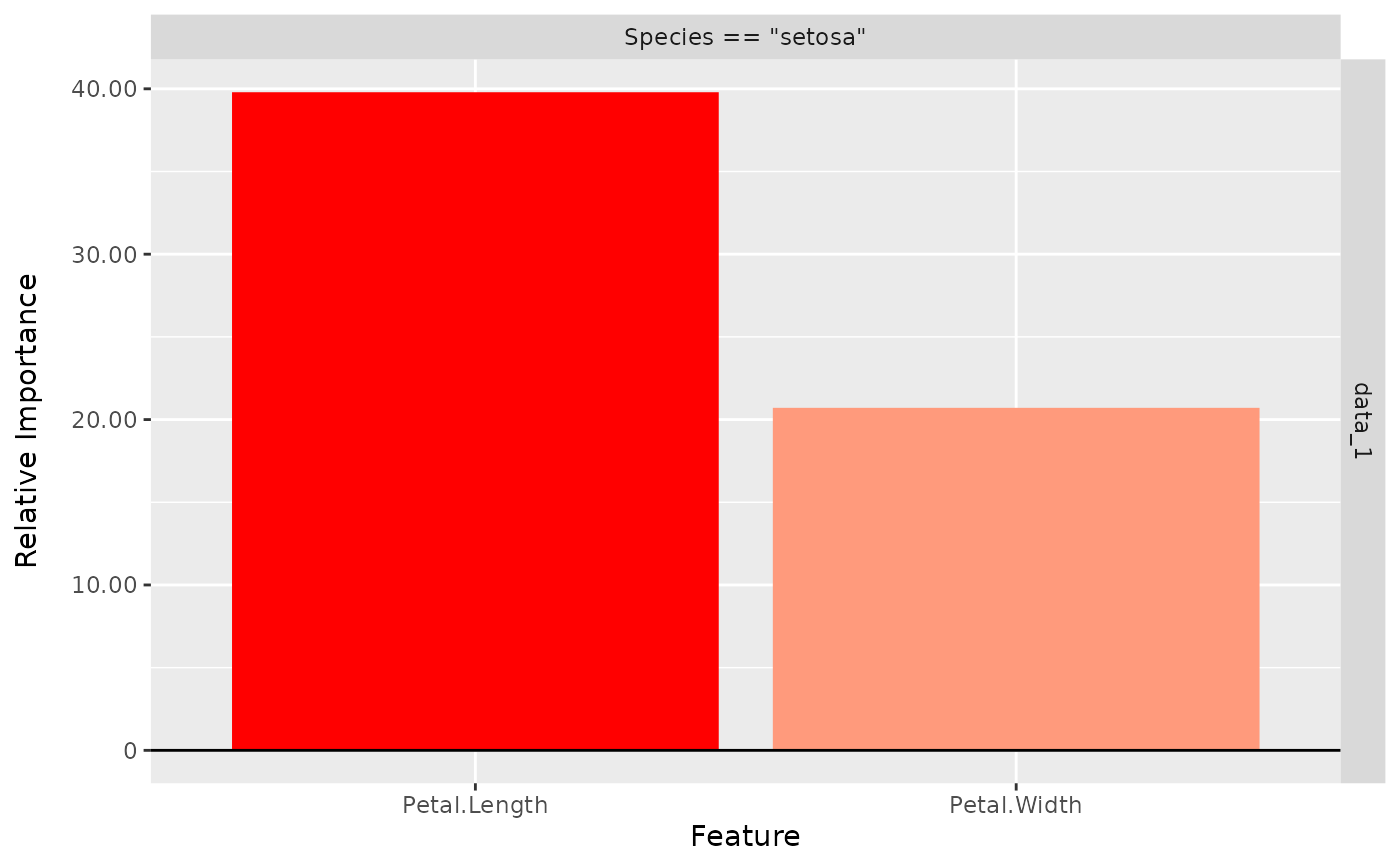 Species == "setosa"
40.00
30.00
20.00
10.00
0
Relative Importance
data_1
Petal.Length
Petal.Width
Feature